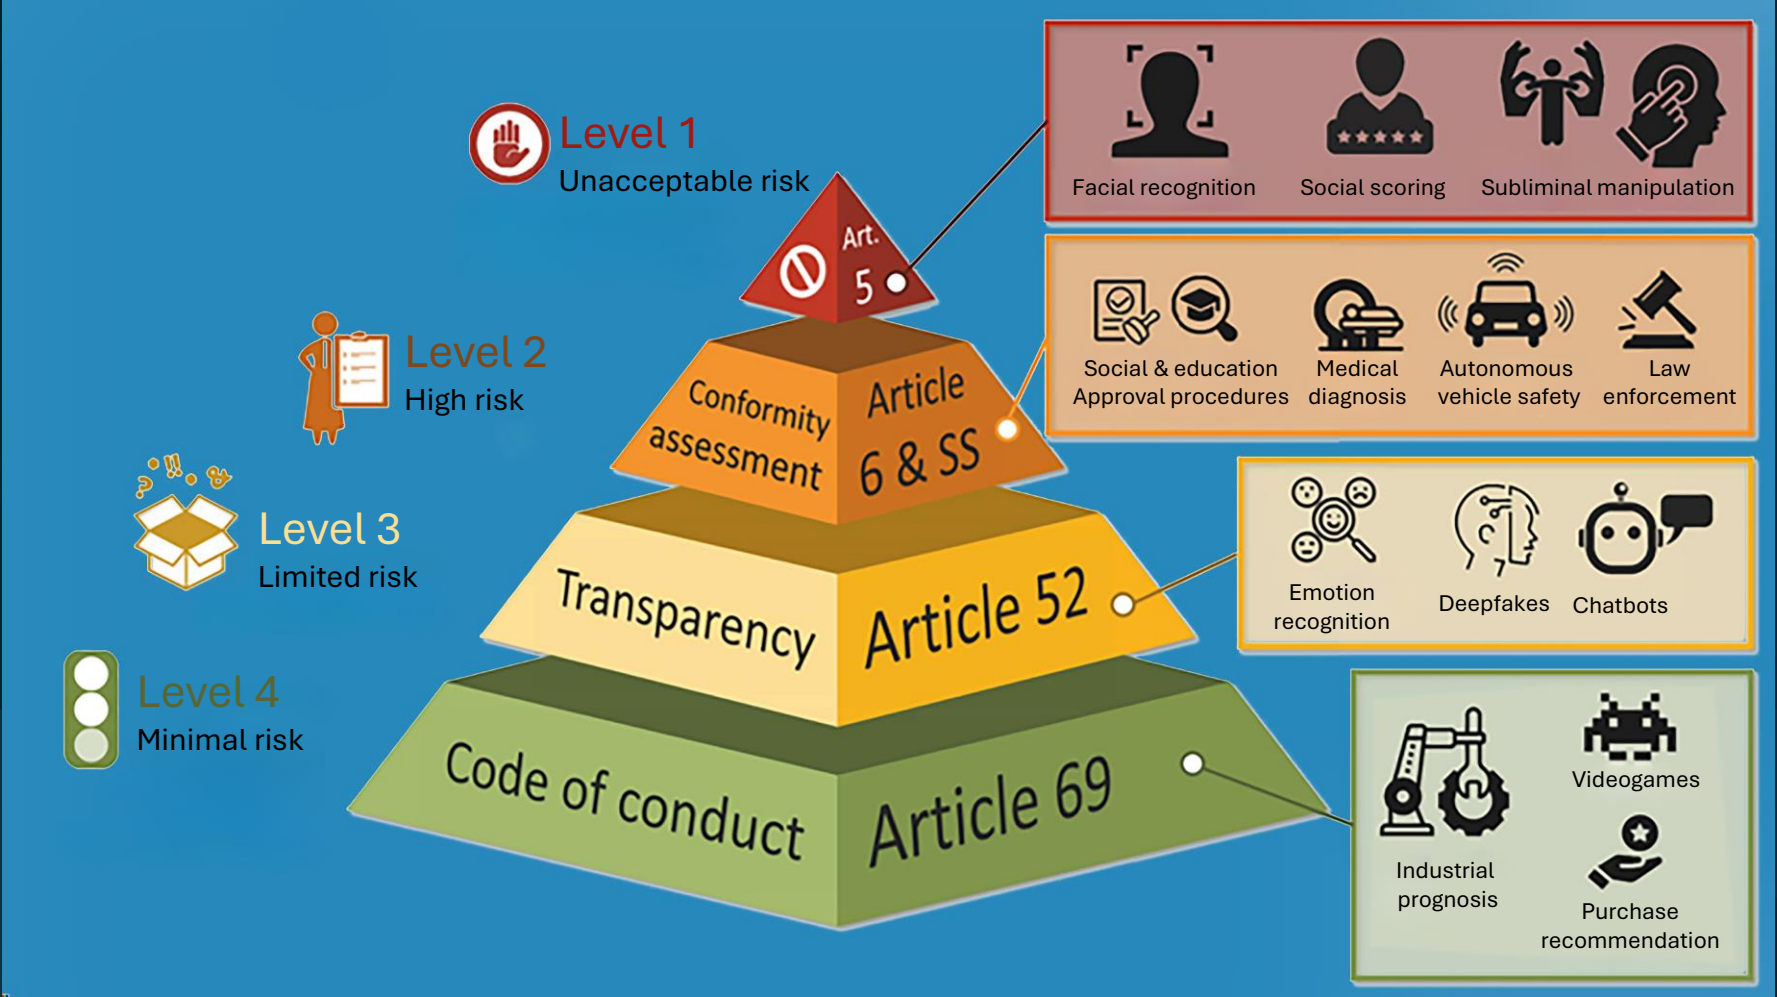 Level 1
Unacceptable risk
Art.
5
Facial recognition
Social scoring
Subliminal manipulation
Level 2
High risk
Conformity
assessment
Article
6 & SS
Social & education
Approval procedures
Medical
diagnosis
Autonomous
vehicle safety
Law
enforcement
Level 3
Limited risk
Transparency
Article 52
Emotion
recognition
Deepfakes
Chatbots
Level 4
Minimal risk
Code of conduct
Article 69
Industrial
prognosis
Videogames
Purchase
recommendation